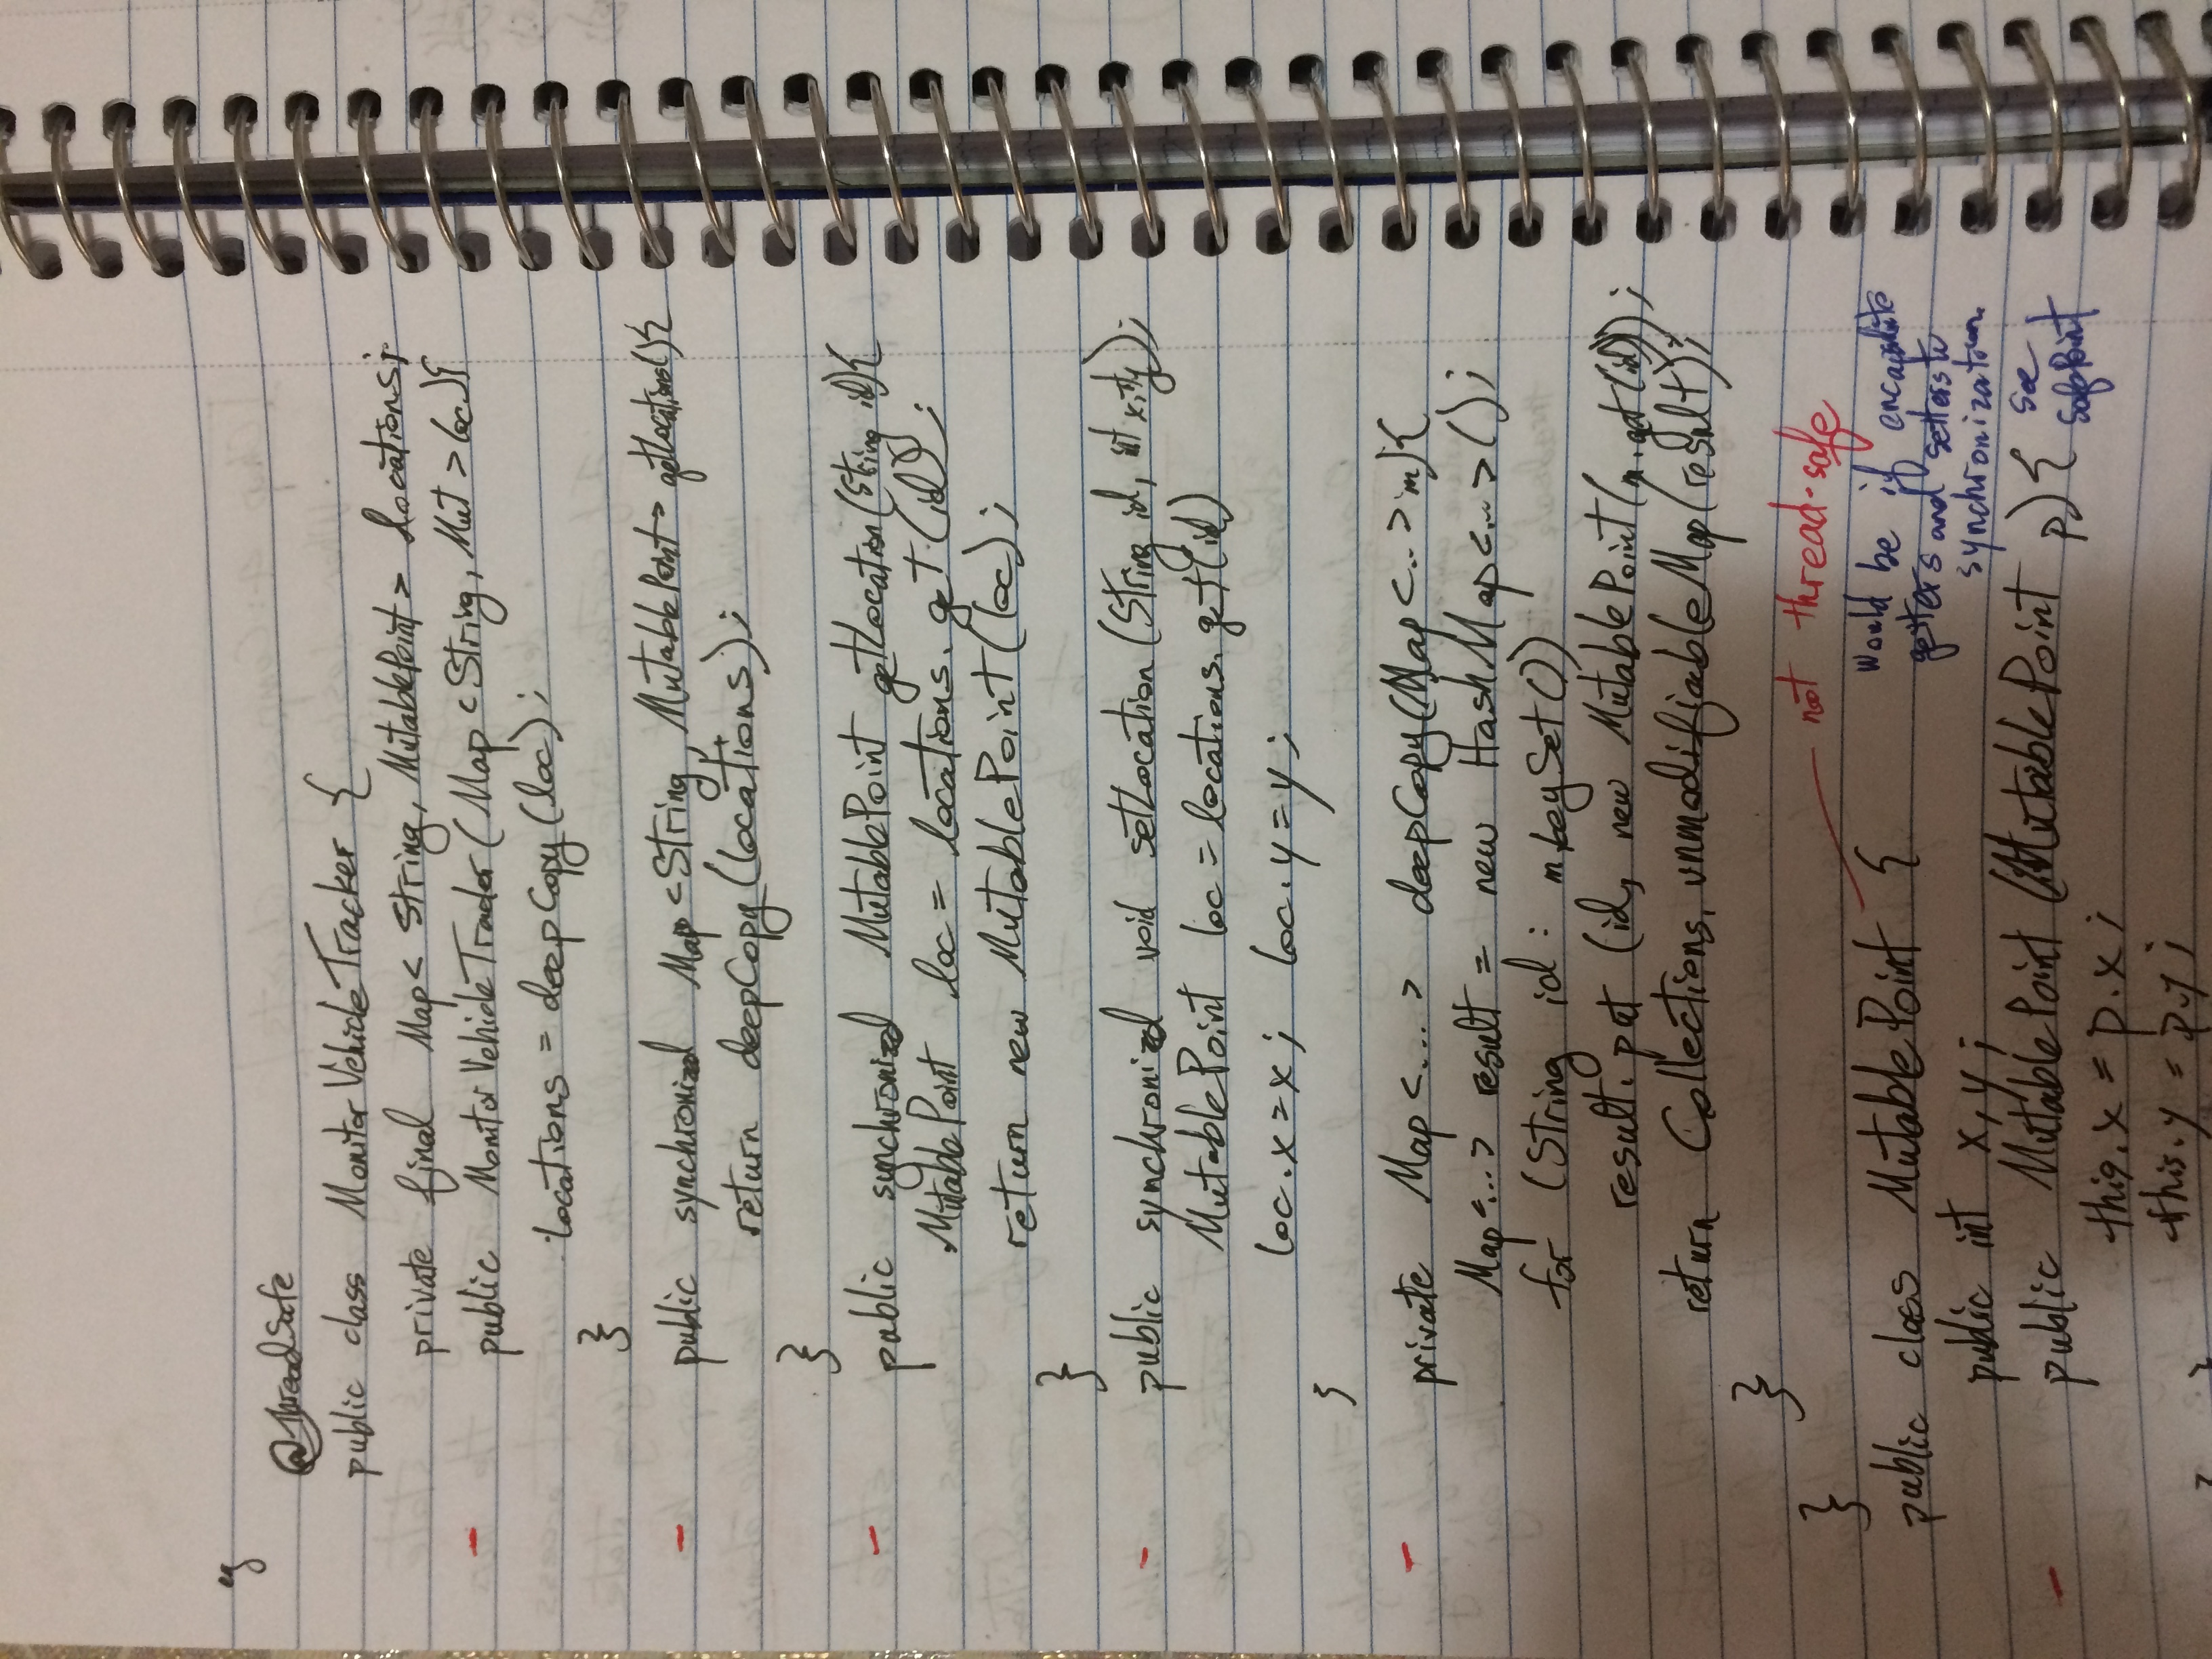 eg
@ThreadSafe
public class MonitorVehicleTracker {
private final Map< String, MutablePoint> locations;
- public MonitorVehicleTrader (Map <String, Mut > loc){
locations = deepCopy (loc);
}
- public synchronized Map <String, MutablePoint> getLocations(){
return deepCopy (locations);
}
- public synchronized MutablePoint getLocation (String id){
MutablePoint loc = locations. get (id);
return new MutablePoint (loc);
}
- public synchronized void setLocation (String id, int x, int y);
MutablePoint loc = locations. get (id)
loc.x = x; loc. y = y;
}
- private Map <....> deepCopy (Map <..> m){
Map <...> result = new HashMap <...> ();
for (String id : m.keySet ())
result. put (id, new MutablePoint (m.get (id)));
return Collections. unmodifiableMap (result);
}
}
not thread-safe
public class MutablePoint {
would be if encapsulate
getters and setters w
synchronization.
see
SafePoint
public int x, y;
- public MutablePoint (MutablePoint p) {
this.x = p.x;
this.y = p.y;
} }